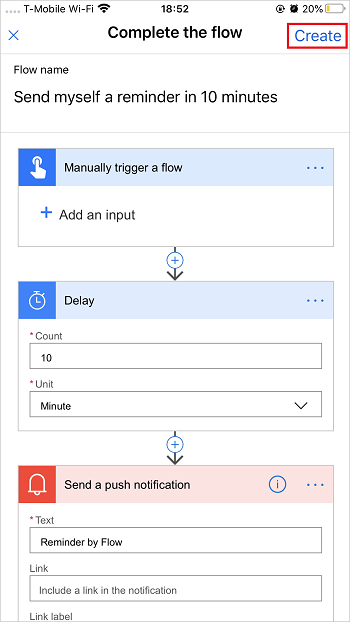 T-Mobile Wi-Fi 18:52 20%
Complete the flow Create
Flow name
Send myself a reminder in 10 minutes
Manually trigger a flow
Add an input
Delay
* Count
10
* Unit
Minute
Send a push notification
* Text
Reminder by Flow
Link
Include a link in the notification
Link label